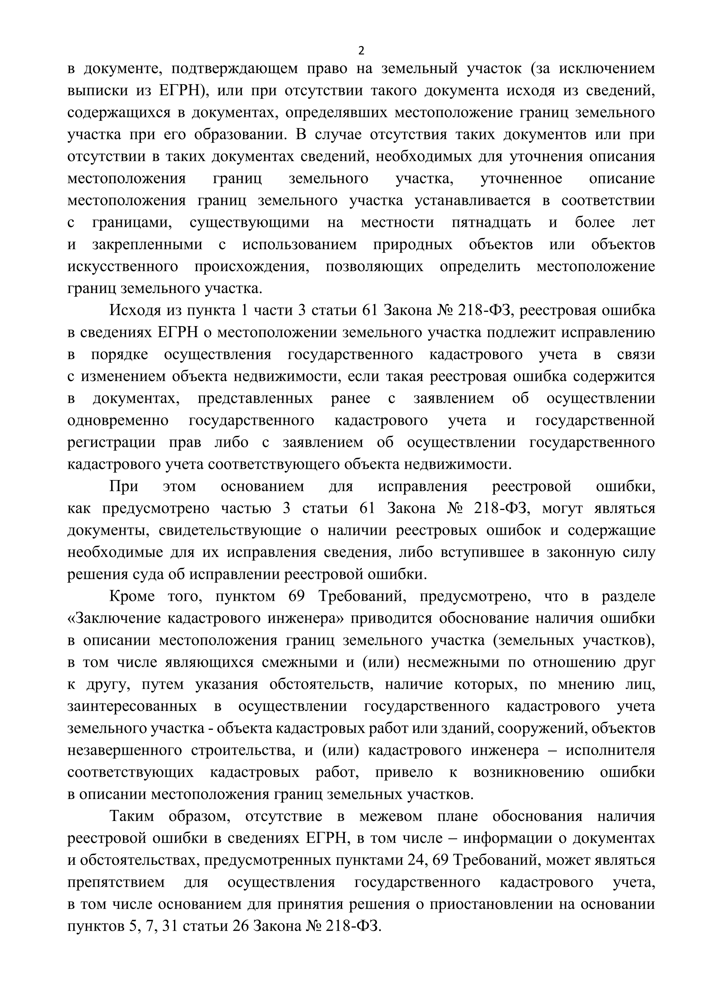 2
в документе, подтверждающем право на земельный участок (за исключением
выписки из ЕГРН), или при отсутствии такого документа исходя из сведений,
содержащихся в документах, определявших местоположение границ земельного
участка при его образовании. В случае отсутствия таких документов или при
отсутствии в таких документах сведений, необходимых для уточнения описания
местоположения границ земельного участка, уточненное описание
местоположения границ земельного участка устанавливается в соответствии
с границами, существующими на местности пятнадцать и более лет
и закрепленными с использованием природных объектов или объектов
искусственного происхождения, позволяющих определить местоположение
границ земельного участка.
Исходя из пункта 1 части 3 статьи 61 Закона № 218-ФЗ, реестровая ошибка
в сведениях ЕГРН о местоположении земельного участка подлежит исправлению
в порядке осуществления государственного кадастрового учета в связи
с изменением объекта недвижимости, если такая реестровая ошибка содержится
в документах, представленных ранее с заявлением об осуществлении
одновременно государственного кадастрового учета и государственной
регистрации прав либо с заявлением об осуществлении государственного
кадастрового учета соответствующего объекта недвижимости.
При этом основанием для исправления реестровой ошибки,
как предусмотрено частью 3 статьи 61 Закона № 218-ФЗ, могут являться
документы, свидетельствующие о наличии реестровых ошибок и содержащие
необходимые для их исправления сведения, либо вступившее в законную силу
решения суда об исправлении реестровой ошибки.
Кроме того, пунктом 69 Требований, предусмотрено, что в разделе
«Заключение кадастрового инженера» приводится обоснование наличия ошибки
в описании местоположения границ земельного участка (земельных участков),
в том числе являющихся смежными и (или) несмежными по отношению друг
к другу, путем указания обстоятельств, наличие которых, по мнению лиц,
заинтересованных в осуществлении государственного кадастрового учета
земельного участка - объекта кадастровых работ или зданий, сооружений, объектов
незавершенного строительства, и (или) кадастрового инженера – исполнителя
соответствующих кадастровых работ, привело к возникновению ошибки
в описании местоположения границ земельных участков.
Таким образом, отсутствие в межевом плане обоснования наличия
реестровой ошибки в сведениях ЕГРН, в том числе – информации о документах
и обстоятельствах, предусмотренных пунктами 24, 69 Требований, может являться
препятствием для осуществления государственного кадастрового учета,
в том числе основанием для принятия решения о приостановлении на основании
пунктов 5, 7, 31 статьи 26 Закона № 218-ФЗ.